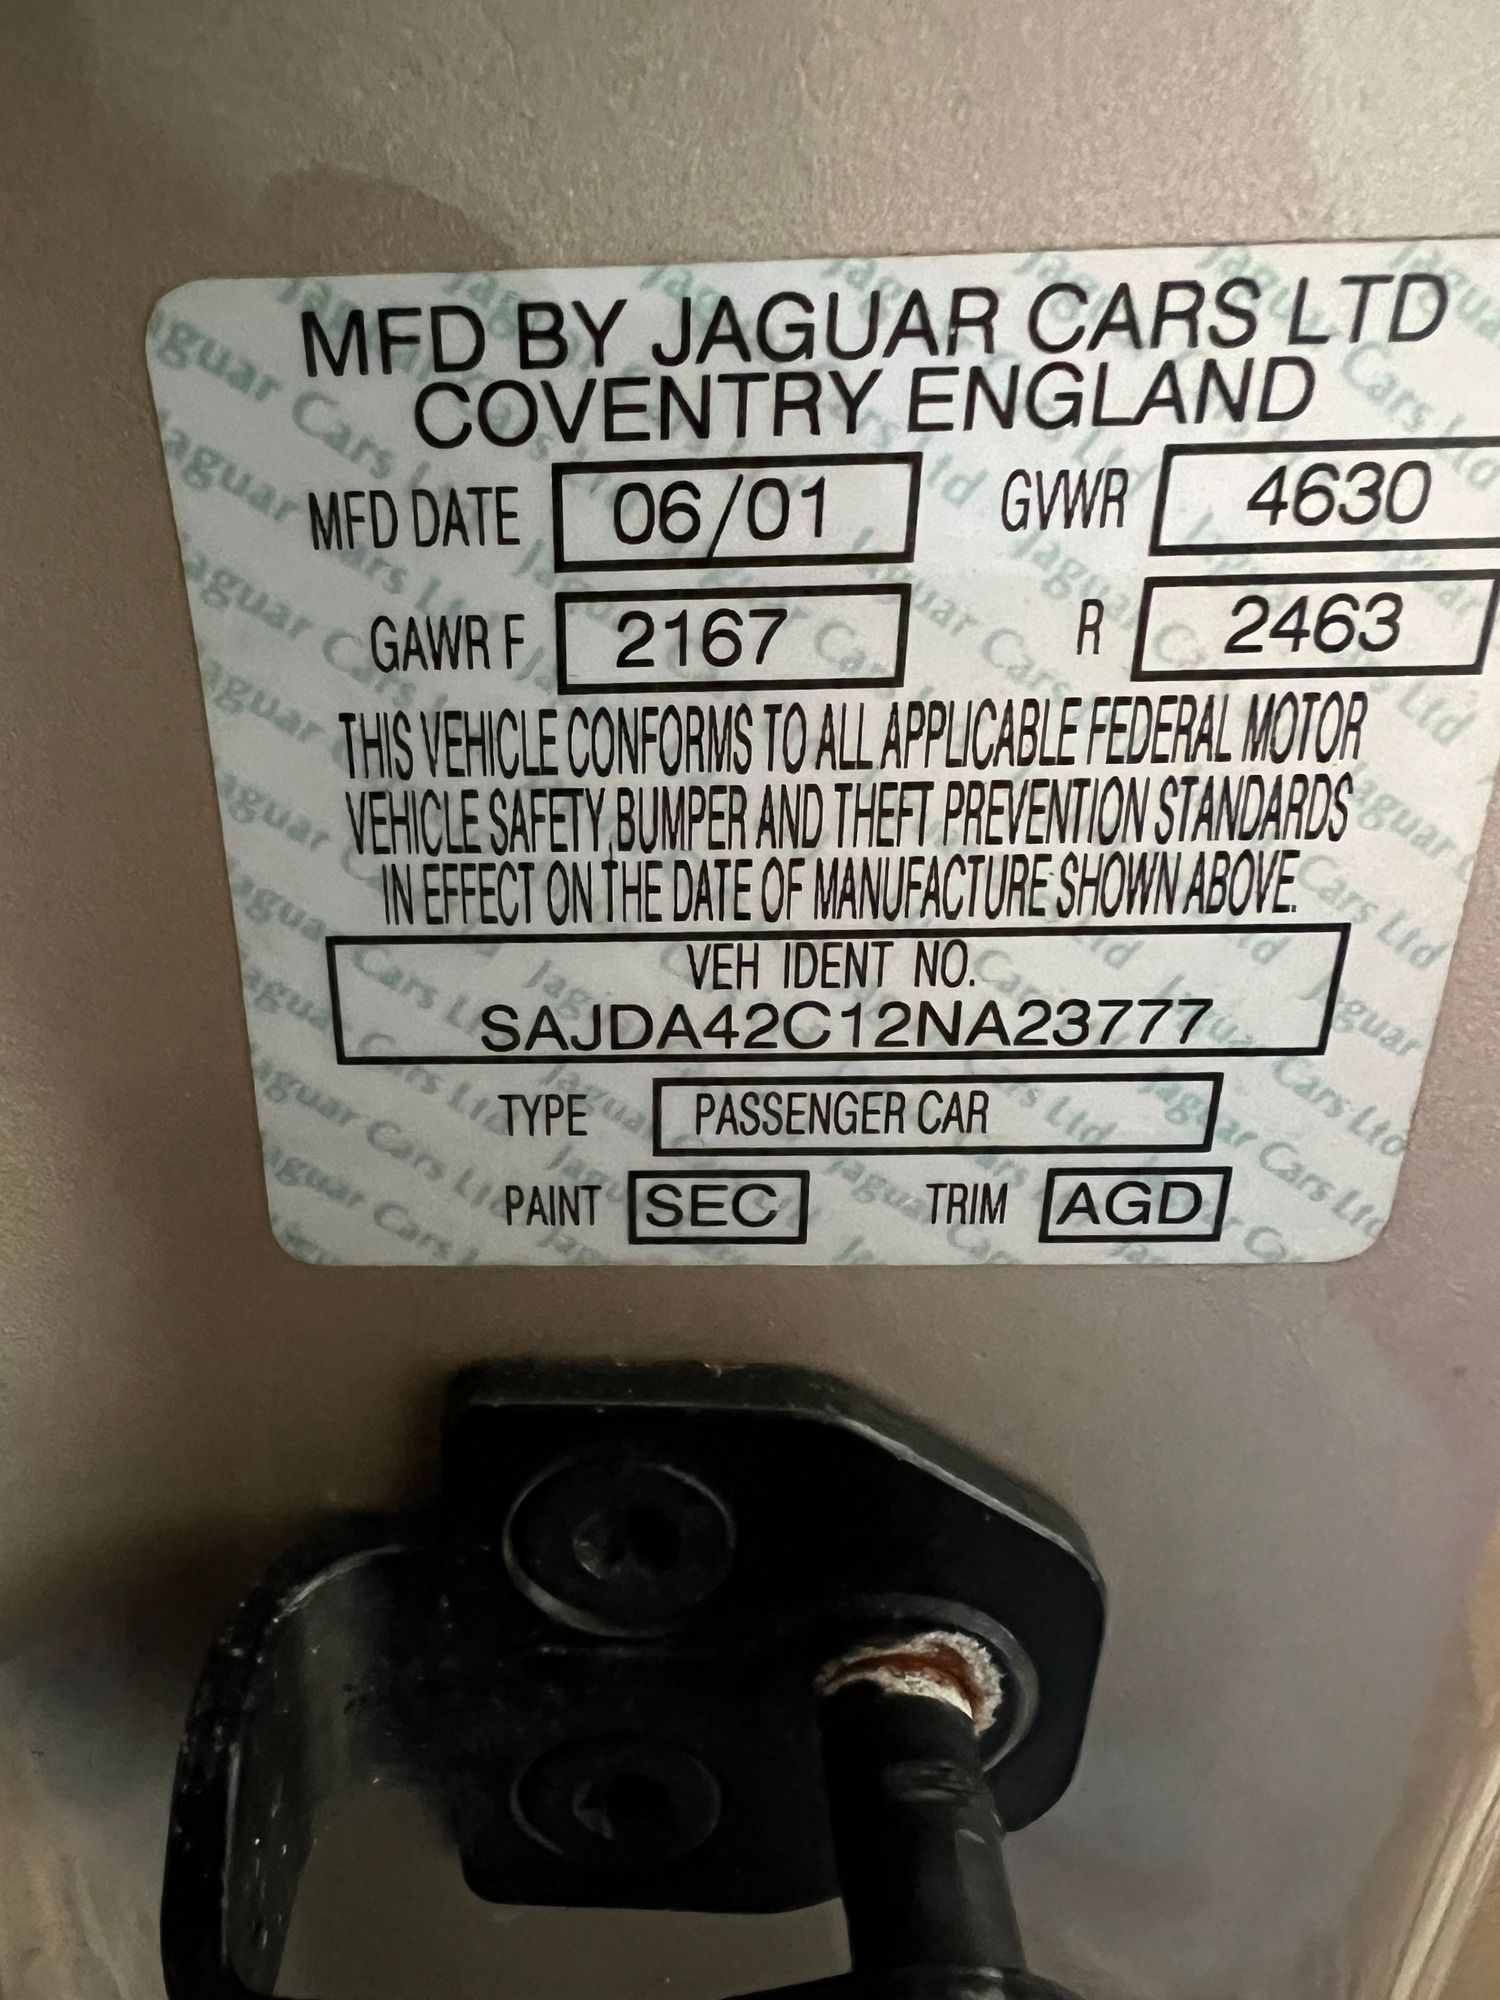 MFD BY JAGUAR CARS LTD
COVENTRY ENGLAND
MFD DATE 06/01 GVWR 4630
GAWR F 2167 R 2463
THIS VEHICLE CONFORMS TO ALL APPLICABLE FEDERAL MOTOR
VEHICLE SAFETY, BUMPER AND THEFT PREVENTION STANDARDS
IN EFFECT ON THE DATE OF MANUFACTURE SHOWN ABOVE.
VEH IDENT NO.
SAJDA42C12NA23777
TYPE PASSENGER CAR
PAINT SEC TRIM AGD